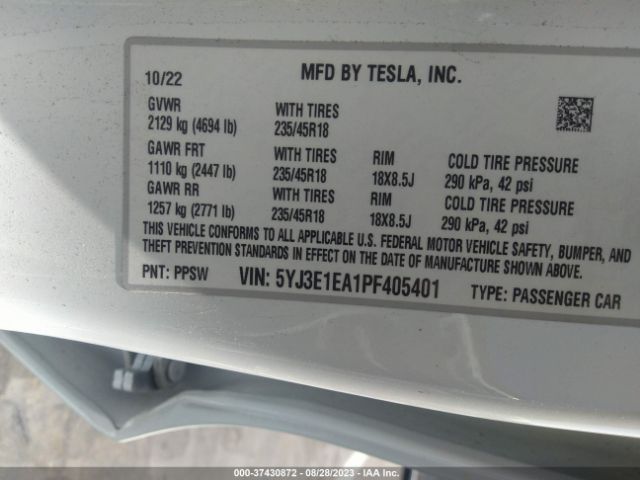 10/22 MFD BY TESLA, INC.
GVWR WITH TIRES
2129 kg (4694 lb) 235/45R18
GAWR FRT WITH TIRES RIM COLD TIRE PRESSURE
1110 kg (2447 lb) 235/45R18 18X8.5J 290 kPa, 42 psi
GAWR RR WITH TIRES RIM COLD TIRE PRESSURE
1257 kg (2771 lb) 235/45R18 18X8.5J 290 kPa, 42 psi
THIS VEHICLE CONFORMS TO ALL APPLICABLE U.S. FEDERAL MOTOR VEHICLE SAFETY, BUMPER, AND
THEFT PREVENTION STANDARDS IN EFFECT ON THE DATE OF MANUFACTURE SHOWN ABOVE.
PNT: PPSW VIN: 5YJ3E1EA1PF405401 TYPE: PASSENGER CAR
000-37430872 / 08/28/2023 - IAA, Inc.